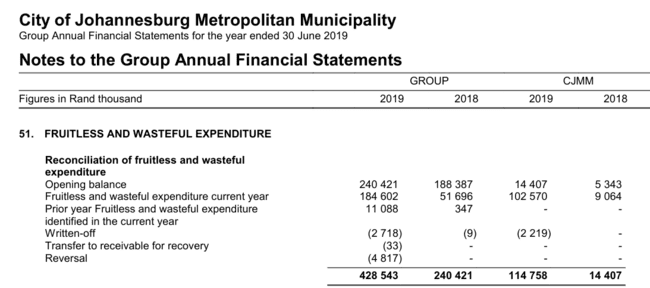 City of Johannesburg Metropolitan Municipality
Group Annual Financial Statements for the year ended 30 June 2019
Notes to the Group Annual Financial Statements
GROUP CJMM
Figures in Rand thousand 2019 2018 2019 2018
51. FRUITLESS AND WASTEFUL EXPENDITURE
Reconciliation of fruitless and wasteful
expenditure
Opening balance 240 421 188 387 14 407 5 343
Fruitless and wasteful expenditure current year 184 602 51 696 102 570 9 064
Prior year Fruitless and wasteful expenditure 11 088 347 - -
identified in the current year
Written-off (2 718) (9) (2 219) -
Transfer to receivable for recovery (33) - - -
Reversal (4 817) - - -
428 543 240 421 114 758 14 407